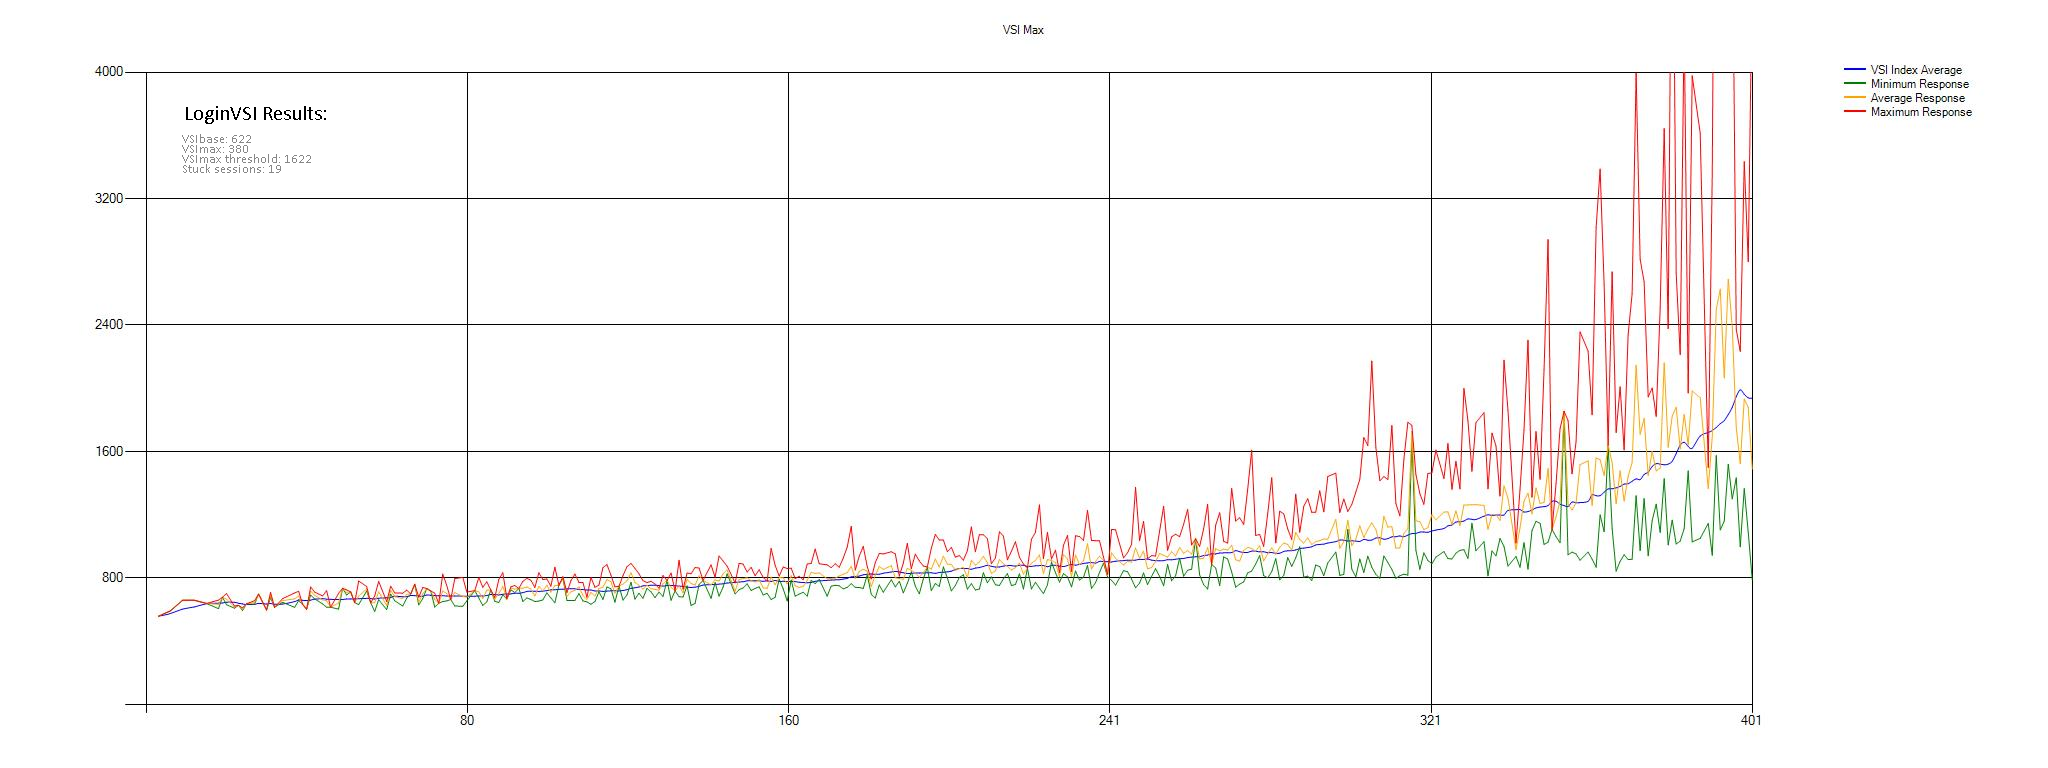 VSI Max
4000
3200
2400
1600
800
LoginVSI Results:
VSIbase: 622
VSImax: 380
VSImax threshold: 1622
Stuck sessions: 19
VSI Index Average
Minimum Response
Average Response
Maximum Response
80
160
241
321
401